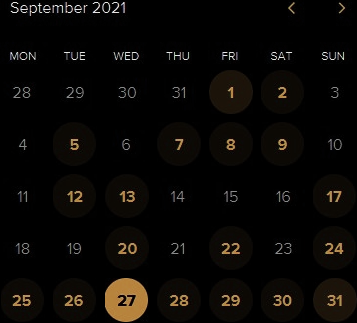 September 2021
MON TUE WED THU FRI SAT SUN
28 29 30 31 1 2 3
4 5 6 7 8 9 10
11 12 13 14 15 16 17
18 19 20 21 22 23 24
25 26 27 28 29 30 31